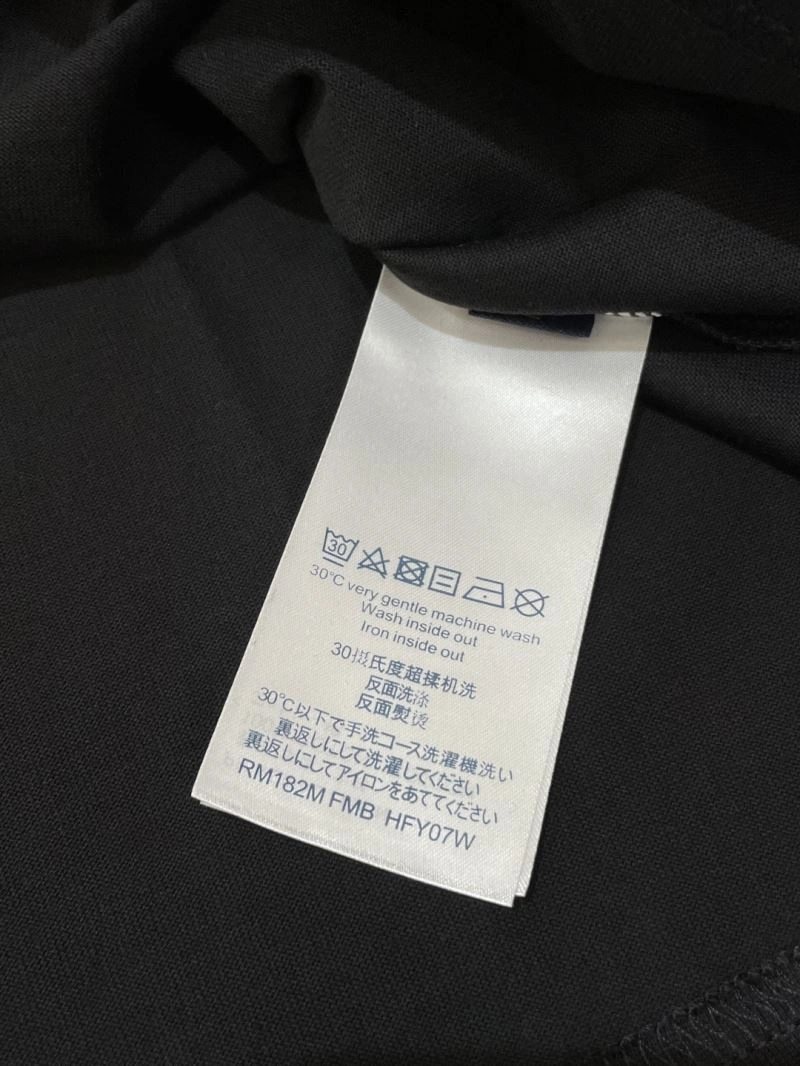 30
30°C very gentle machine wash
Wash inside out
Iron inside out
30摄氏度超揉机洗
反面洗涤
反面熨烫
30℃以下で手洗コース洗濯機洗い
裏返しにして洗濯してください
裏返しにしてアイロンをあててください
RM182M FMB HFY07W